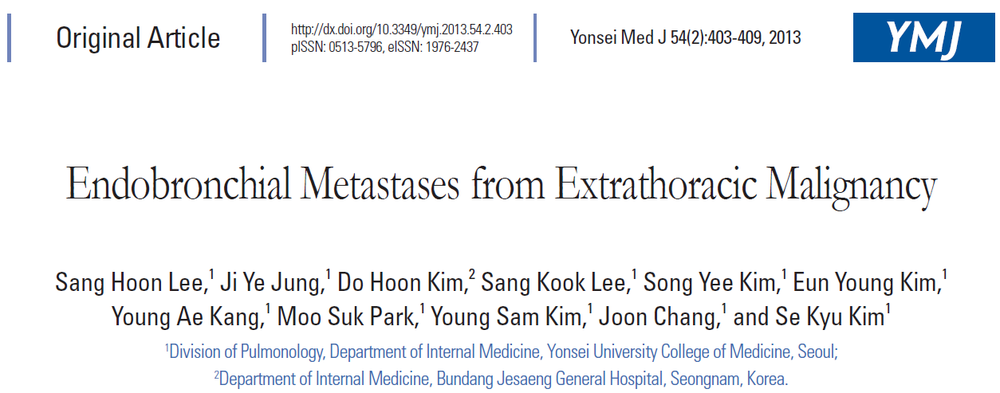 Original Article
http://dx.doi.org/10.3349/ymj.2013.54.2.403
pISSN: 0513-5796, eISSN: 1976-2437
Yonsei Med J 54(2):403-409, 2013
YMJ
Endobronchial Metastases from Extrathoracic Malignancy
Sang Hoon Lee,1 Ji Ye Jung,1 Do Hoon Kim,2 Sang Kook Lee,1 Song Yee Kim,1 Eun Young Kim,1
Young Ae Kang,1 Moo Suk Park,1 Young Sam Kim,1 Joon Chang,1 and Se Kyu Kim1
1Division of Pulmonology, Department of Internal Medicine, Yonsei University College of Medicine, Seoul;
2Department of Internal Medicine, Bundang Jesaeng General Hospital, Seongnam, Korea.